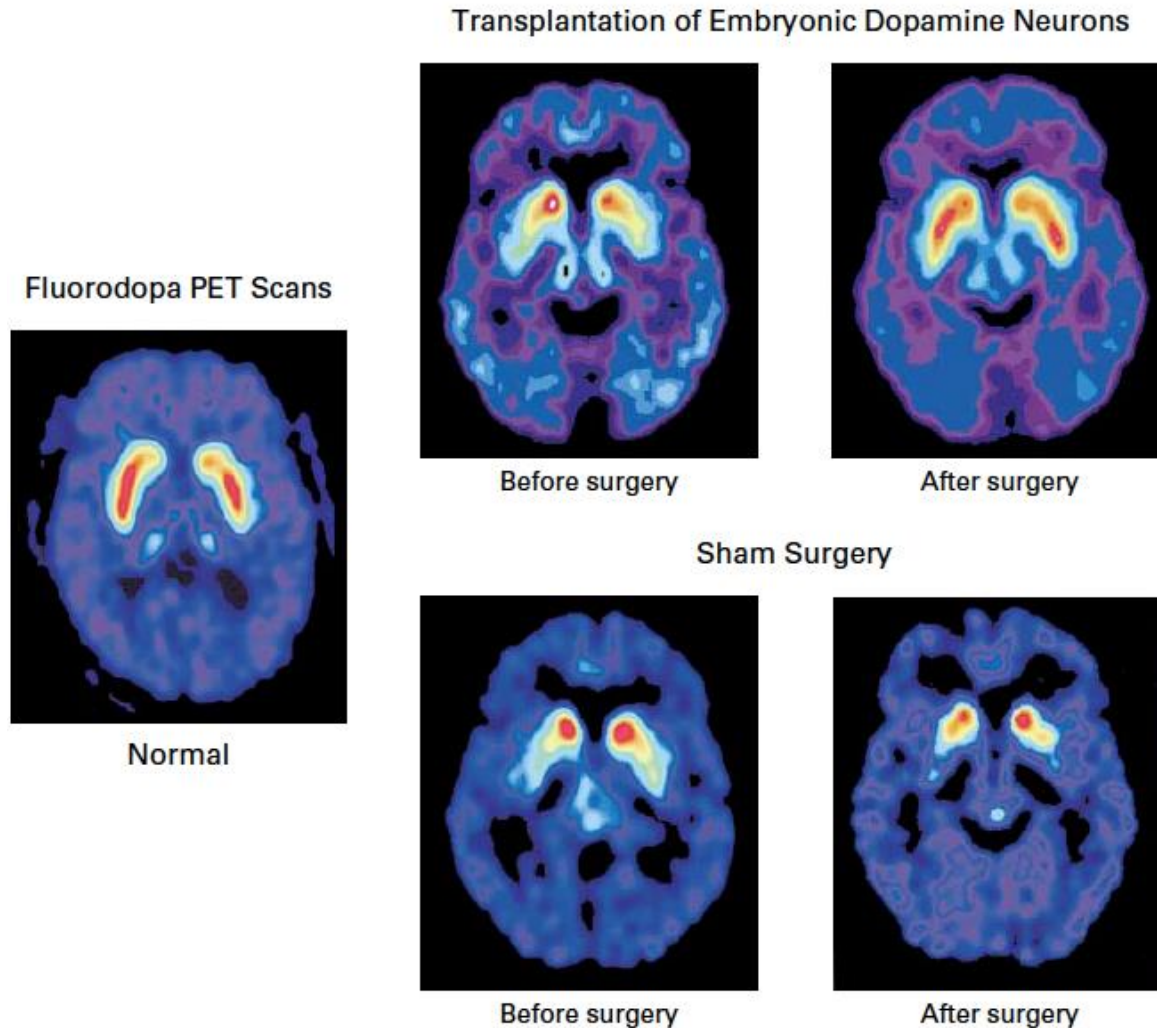 Transplantation of Embryonic Dopamine Neurons
Fluorodopa PET Scans
Before surgery
After surgery
Normal
Sham Surgery
Before surgery
After surgery